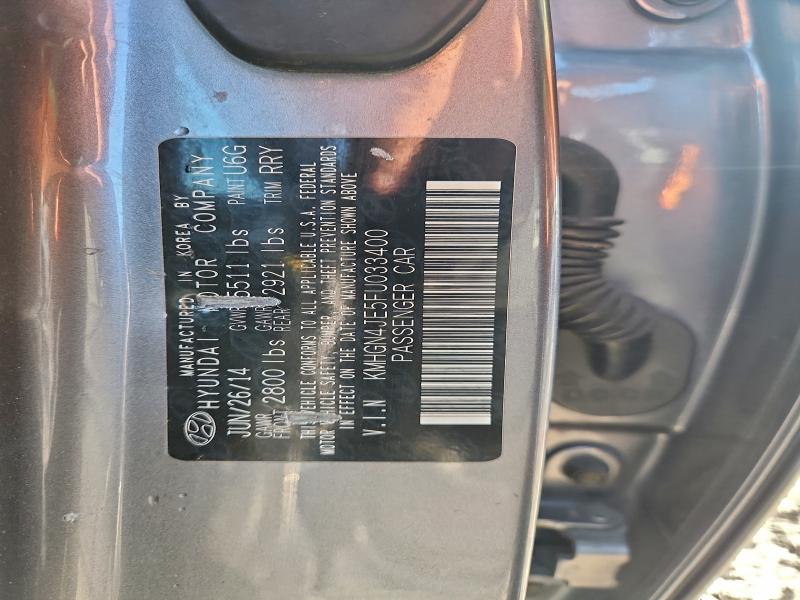 MANUFACTURED IN KOREA BY
HYUNDAI MOTOR COMPANY
JUN/26/14 GVWR 5511 lbs PAINT U6G
GAWR FRONT 2800 lbs GAWR REAR 2921 lbs TRIM RRY
THIS VEHICLE CONFORMS TO ALL APPLICABLE U.S.A. FEDERAL
MOTOR VEHICLE SAFETY, BUMPER, AND THEFT PREVENTION STANDARDS
IN EFFECT ON THE DATE OF MANUFACTURE SHOWN ABOVE
V.I.N KMHGN4JE5FU033400
PASSENGER CAR